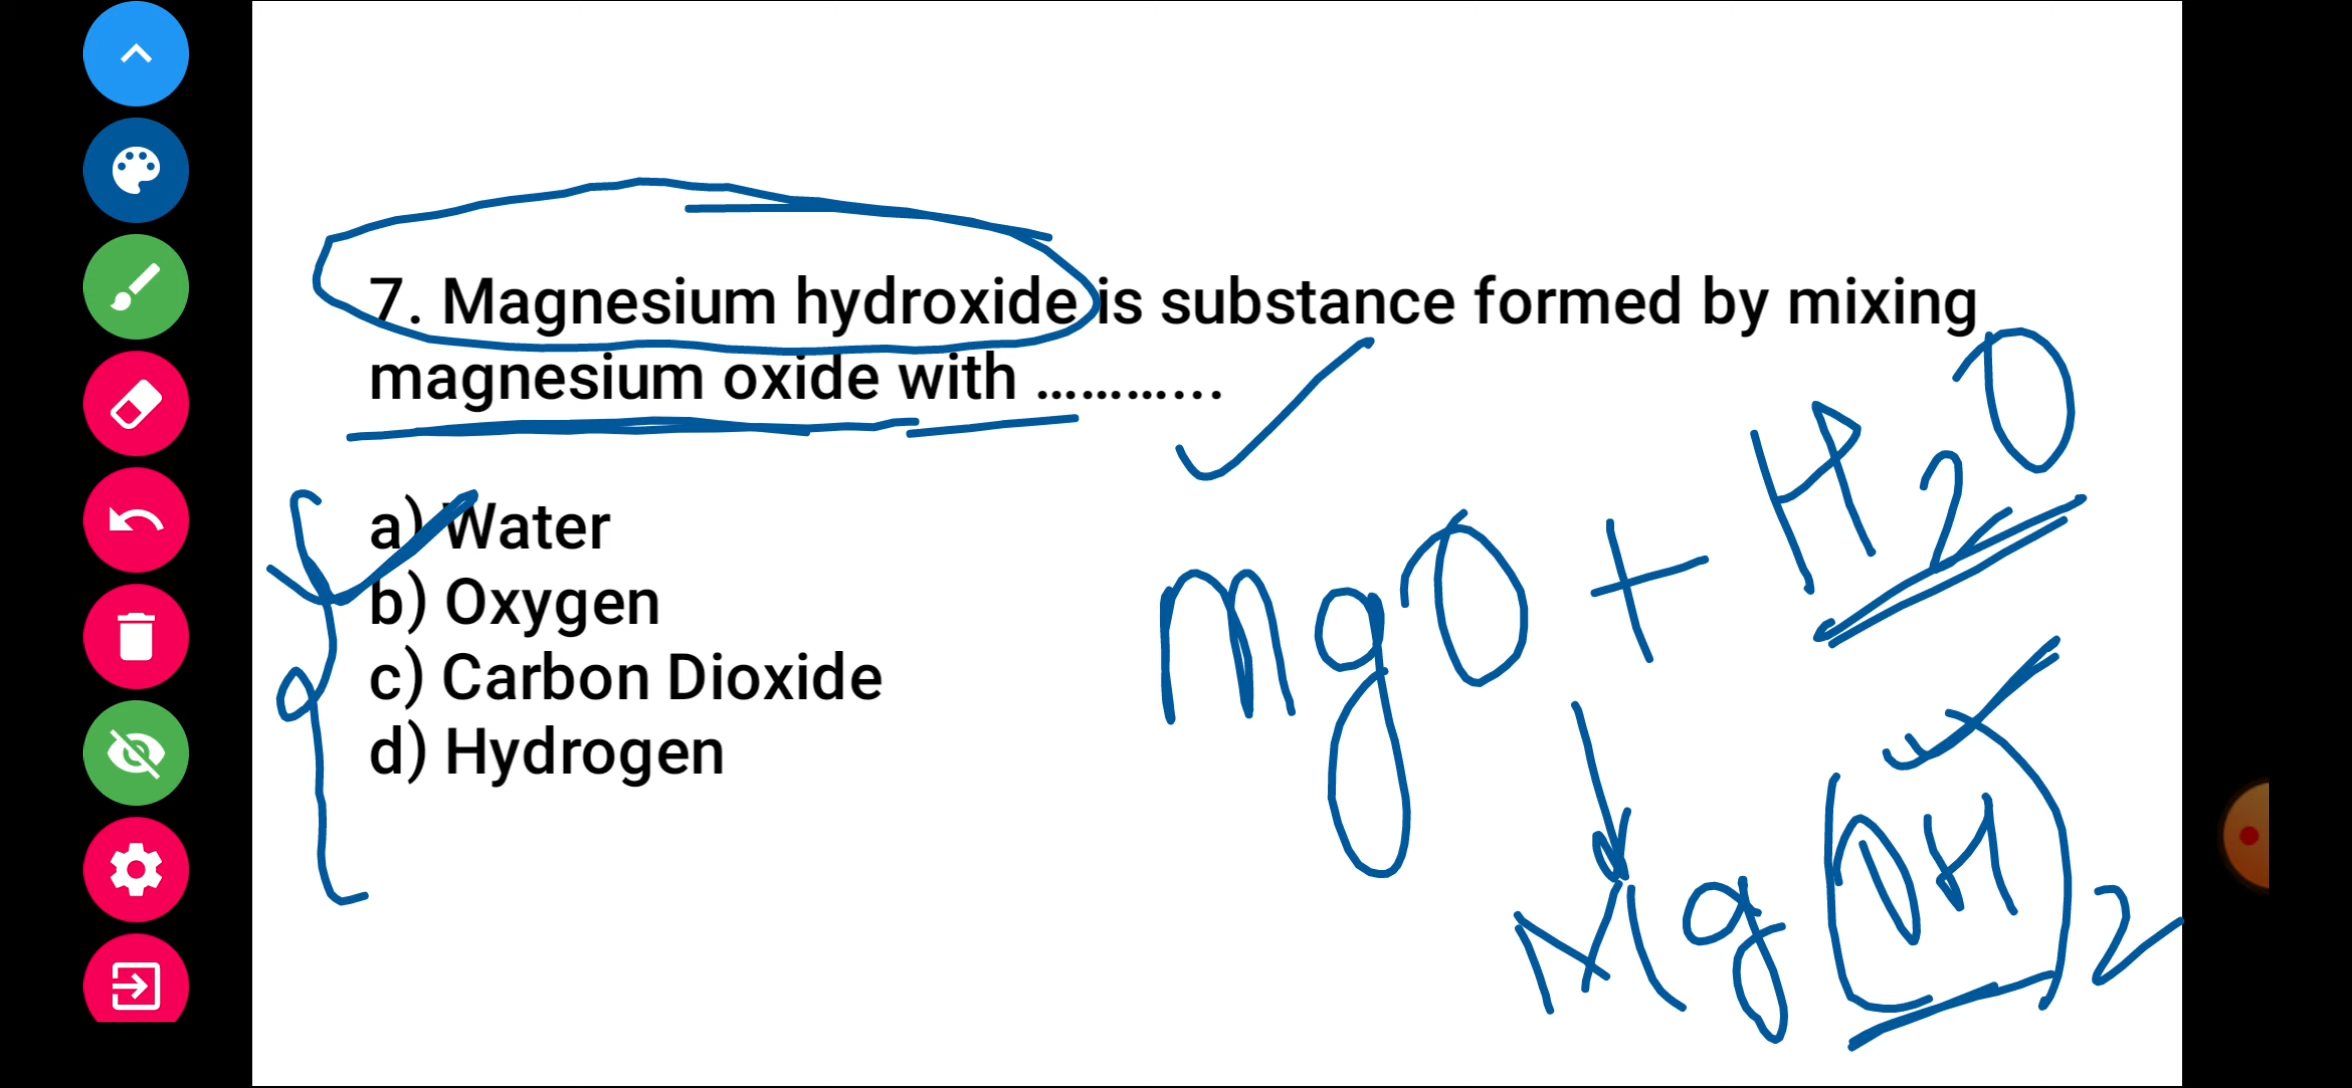 7. Magnesium hydroxide is substance formed by mixing
magnesium oxide with ............
a) Water
b) Oxygen
c) Carbon Dioxide
d) Hydrogen
MgO + H2O
Mg(OH)2